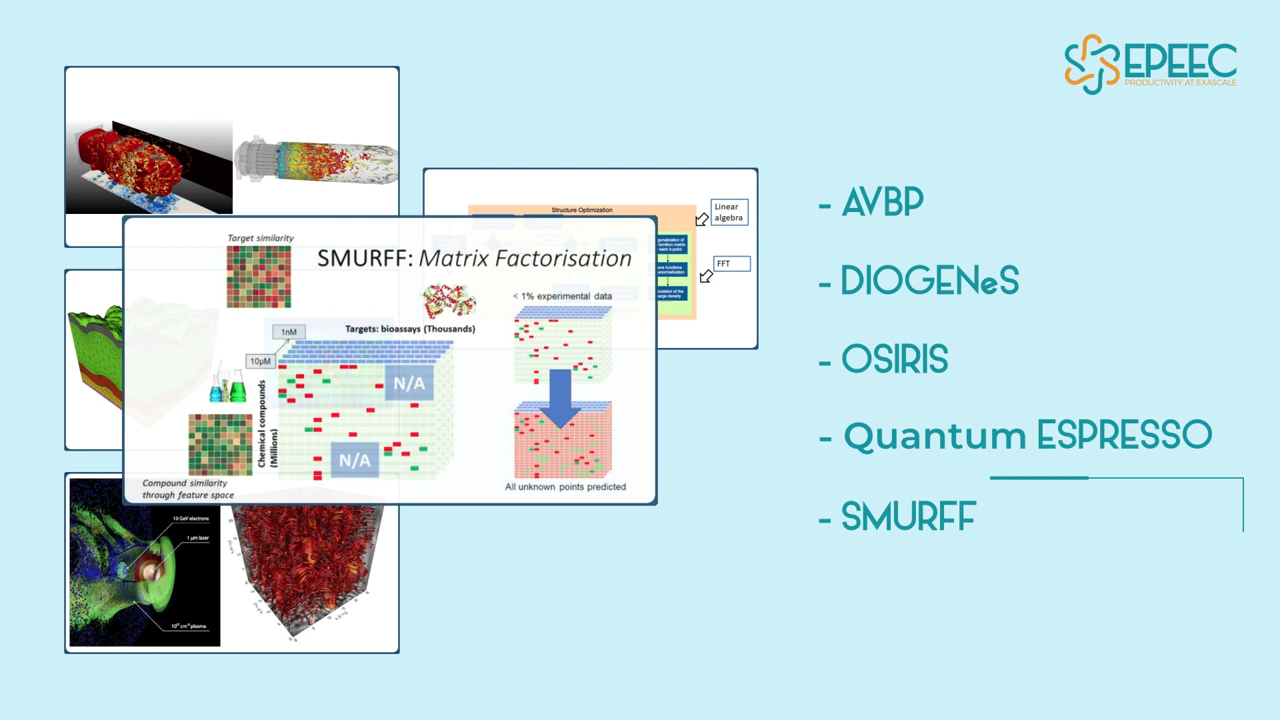 EPEEC
PRODUCTIVITY AT EXASCALE
Structure Optimization
Linear
algebra
FFT
Target similarity
SMURFF: Matrix Factorisation
< 1% experimental data
Targets: bioassays (Thousands)
1nM
10µM
N/A
Chemical compounds
(Millions)
N/A
Compound similarity
through feature space
All unknown points predicted
10 GeV electrons
1 µm laser
- AVBP
- DIOGENeS
- OSIRIS
- Quantum ESPRESSO
- SMURFF